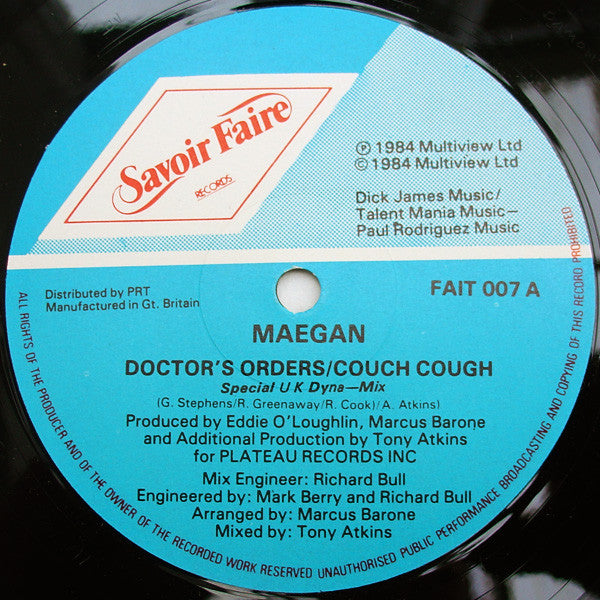 Savoir Faire
RECORDS
℗ 1984 Multiview Ltd
© 1984 Multiview Ltd
Dick James Music/
Talent Mania Music—
Paul Rodriguez Music
Distributed by PRT
Manufactured in Gt. Britain
FAIT 007 A
MAEGAN
DOCTOR'S ORDERS/COUCH COUGH
Special U K Dyna—Mix
(G. Stephens/R. Greenaway/R. Cook)/A. Atkins)
Produced by Eddie O'Loughlin, Marcus Barone
and Additional Production by Tony Atkins
for PLATEAU RECORDS INC
Mix Engineer: Richard Bull
Engineered by: Mark Berry and Richard Bull
Arranged by: Marcus Barone
Mixed by: Tony Atkins
ALL RIGHTS OF THE PRODUCER AND OF THE OWNER OF THE RECORDED WORK RESERVED UNAUTHORISED PUBLIC PERFORMANCE BROADCASTING AND COPYING OF THIS RECORD PROHIBITED